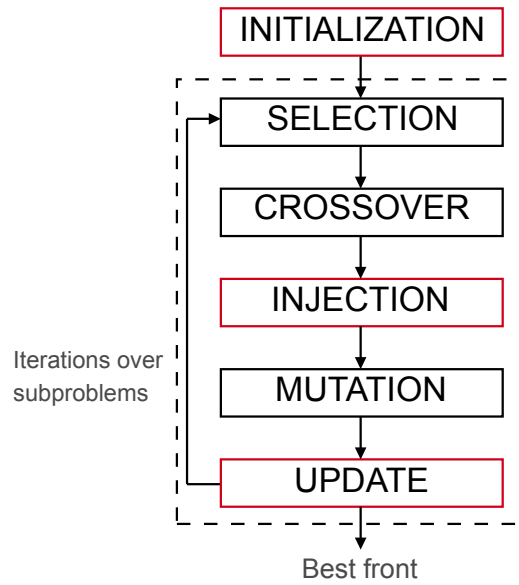 INITIALIZATION
SELECTION
CROSSOVER
INJECTION
Iterations over
subproblems
MUTATION
UPDATE
Best front